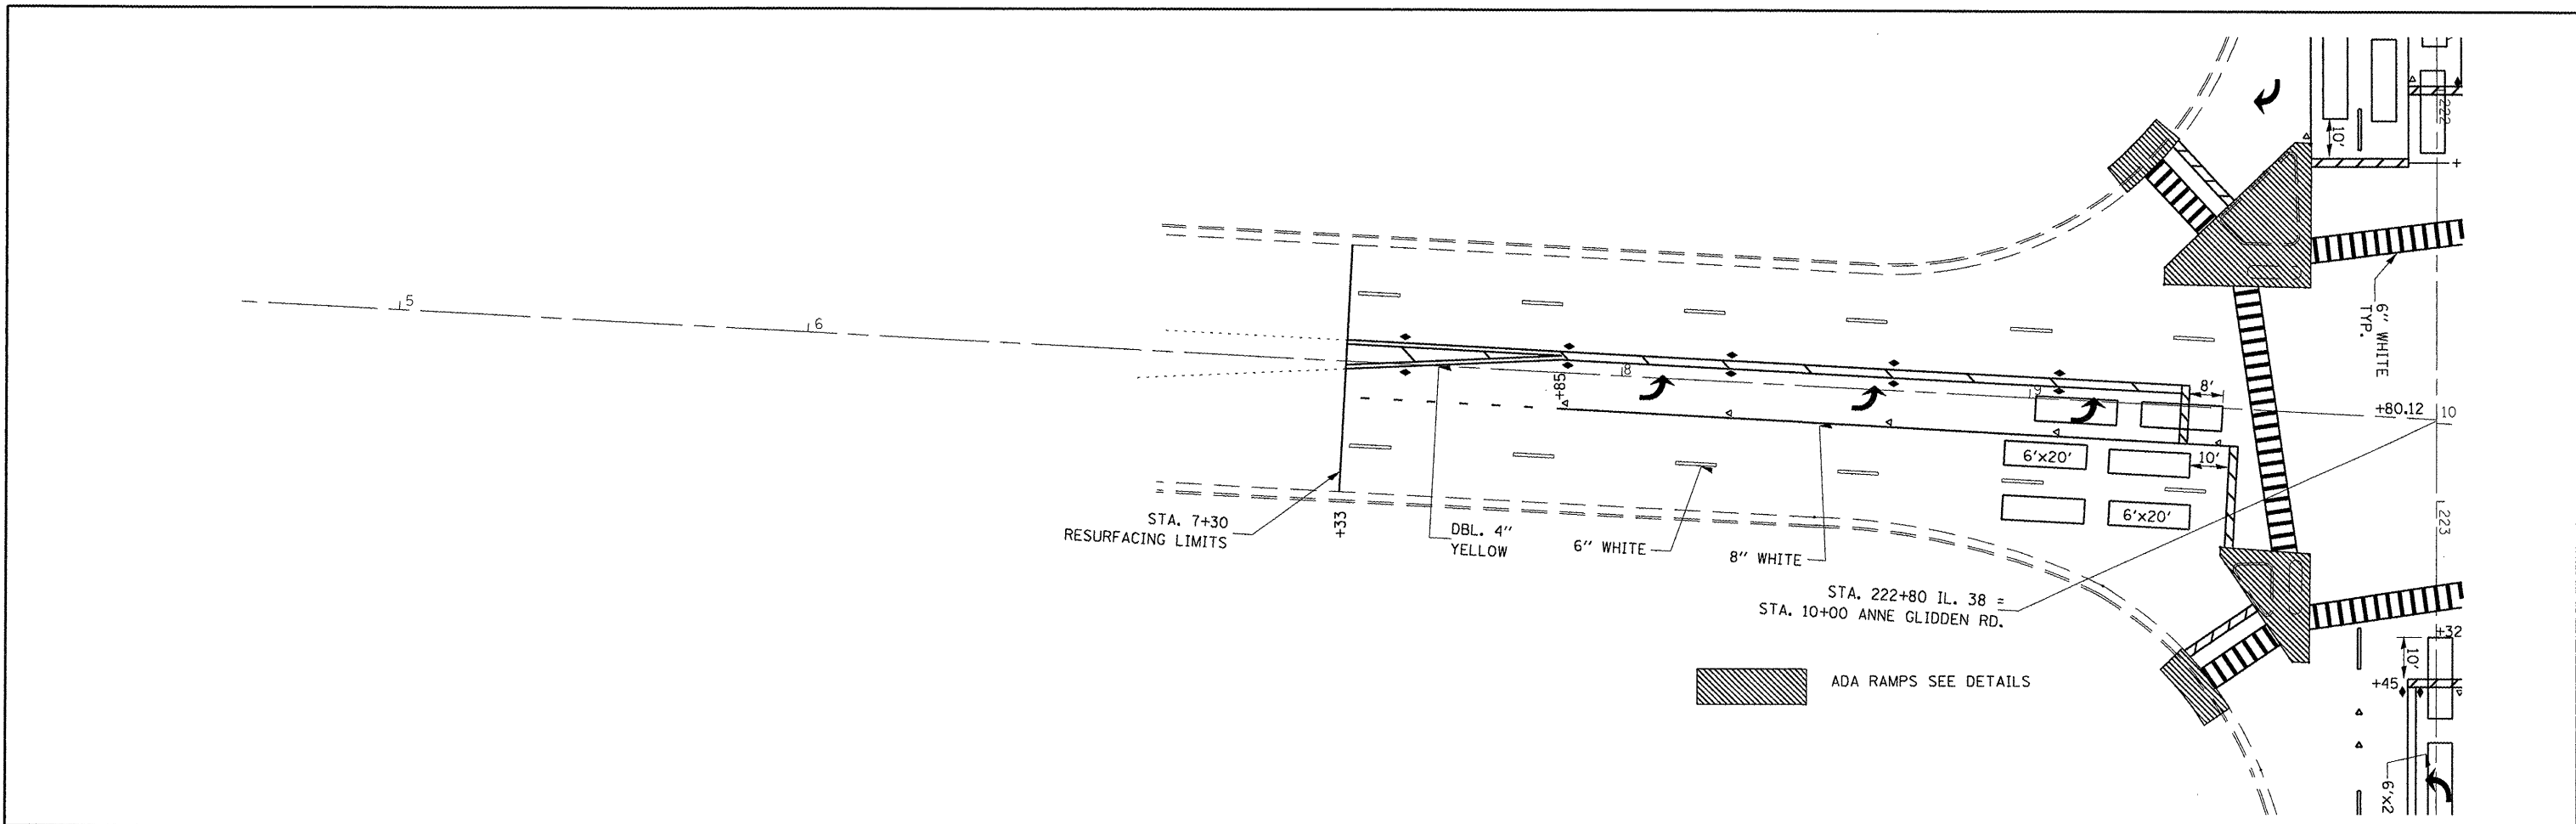 222
10'
6" WHITE
TYP.
5
6
8
+85
9
8'
+80.12
10
6'x20'
10'
6'x20'
223
STA. 7+30
RESURFACING LIMITS
+33
DBL. 4"
YELLOW
6" WHITE
8" WHITE
STA. 222+80 IL. 38 =
STA. 10+00 ANNE GLIDDEN RD.
+32
10'
+45
ADA RAMPS SEE DETAILS
6'x2